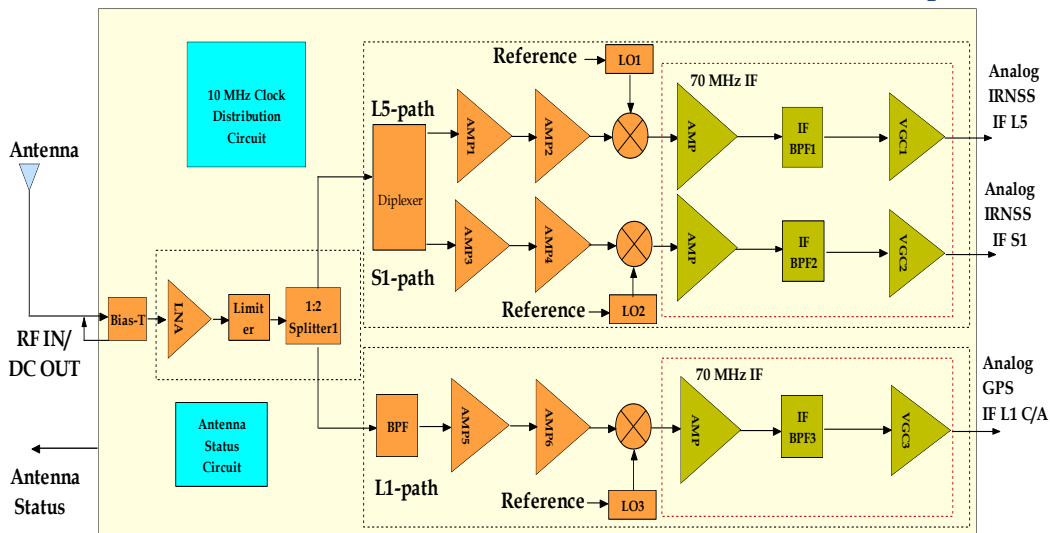 10 MHz Clock
Distribution
Circuit
Antenna
RF IN/
DC OUT
Bias-T
LNA
Limit
er
1:2
Splitter1
Antenna
Status
Circuit
Antenna
Status
L5-path
Diplexer
S1-path
AMP1
AMP2
Reference
LO1
70 MHz IF
AMP
IF
BPF1
VGC1
Analog
IRNSS
IF L5
AMP3
AMP4
Reference
LO2
AMP
IF
BPF2
VGC2
Analog
IRNSS
IF S1
BPF
L1-path
AMP5
AMP6
Reference
LO3
70 MHz IF
AMP
IF
BPF3
VGC3
Analog
GPS
IF L1 C/A